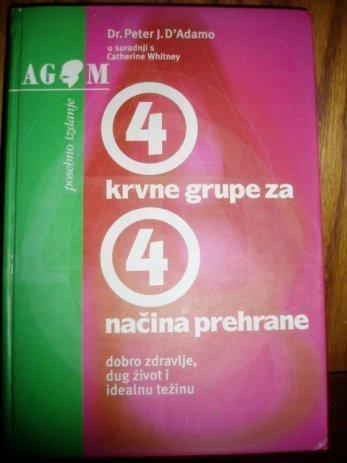 Dr. Peter J. D'Adamo
u suradnji s
Catherine Whitney
AGM
posebno izdanje
4
krvne grupe za
4
načina prehrane
dobro zdravlje,
dug život i
idealnu težinu